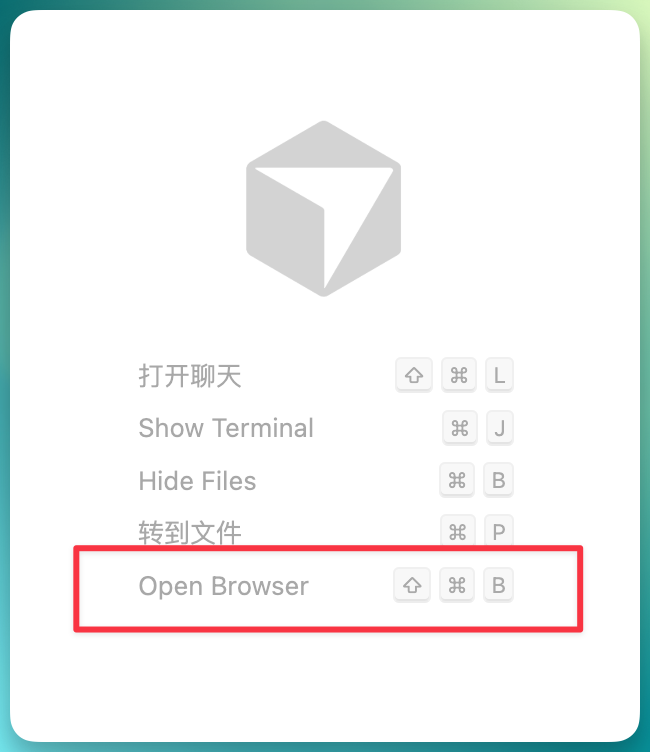 打开聊天 ⇧ ⌘ L
Show Terminal ⌘ J
Hide Files ⌘ B
转到文件 ⌘ P
Open Browser ⇧ ⌘ B